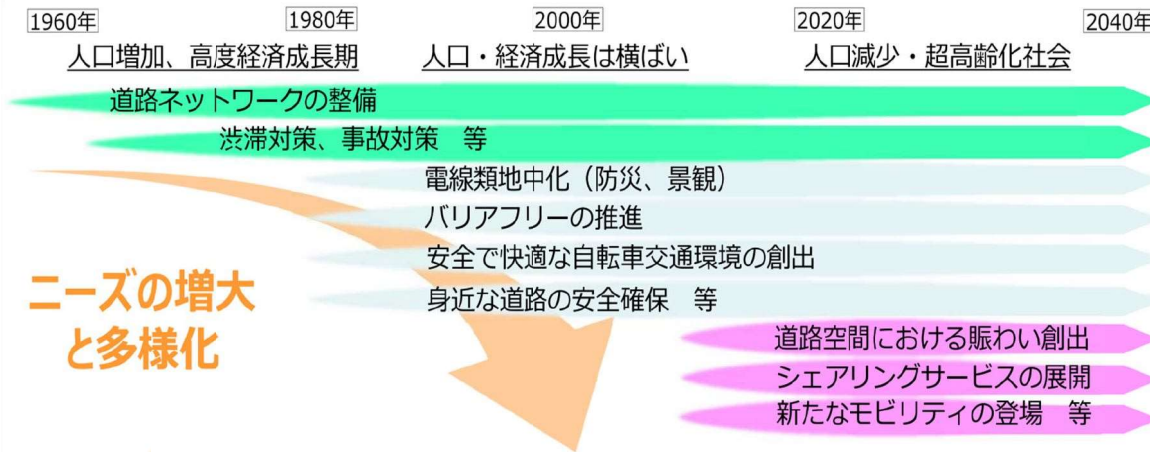 1960年 1980年 2000年 2020年 2040年
人口増加、高度経済成長期 人口・経済成長は横ばい 人口減少・超高齢化社会
道路ネットワークの整備
渋滞対策、事故対策　等
電線類地中化（防災、景観）
バリアフリーの推進
安全で快適な自転車交通環境の創出
身近な道路の安全確保　等
ニーズの増大
と多様化
道路空間における賑わい創出
シェアリングサービスの展開
新たなモビリティの登場　等